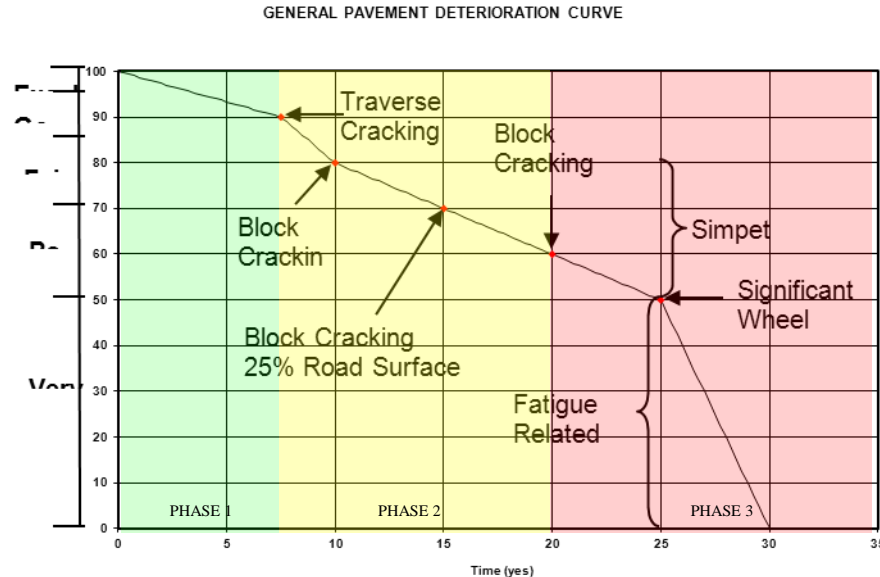 GENERAL PAVEMENT DETERIORATION CURVE
100
90
80
70
60
50
40
30
20
10
0
Traverse
Cracking
Block
Cracking
Block
Crackin
Simpet
Significant
Wheel
Block Cracking
25% Road Surface
Fatigue
Related
PHASE 1
PHASE 2
PHASE 3
0
5
10
15
20
25
30
35
Time (yes)